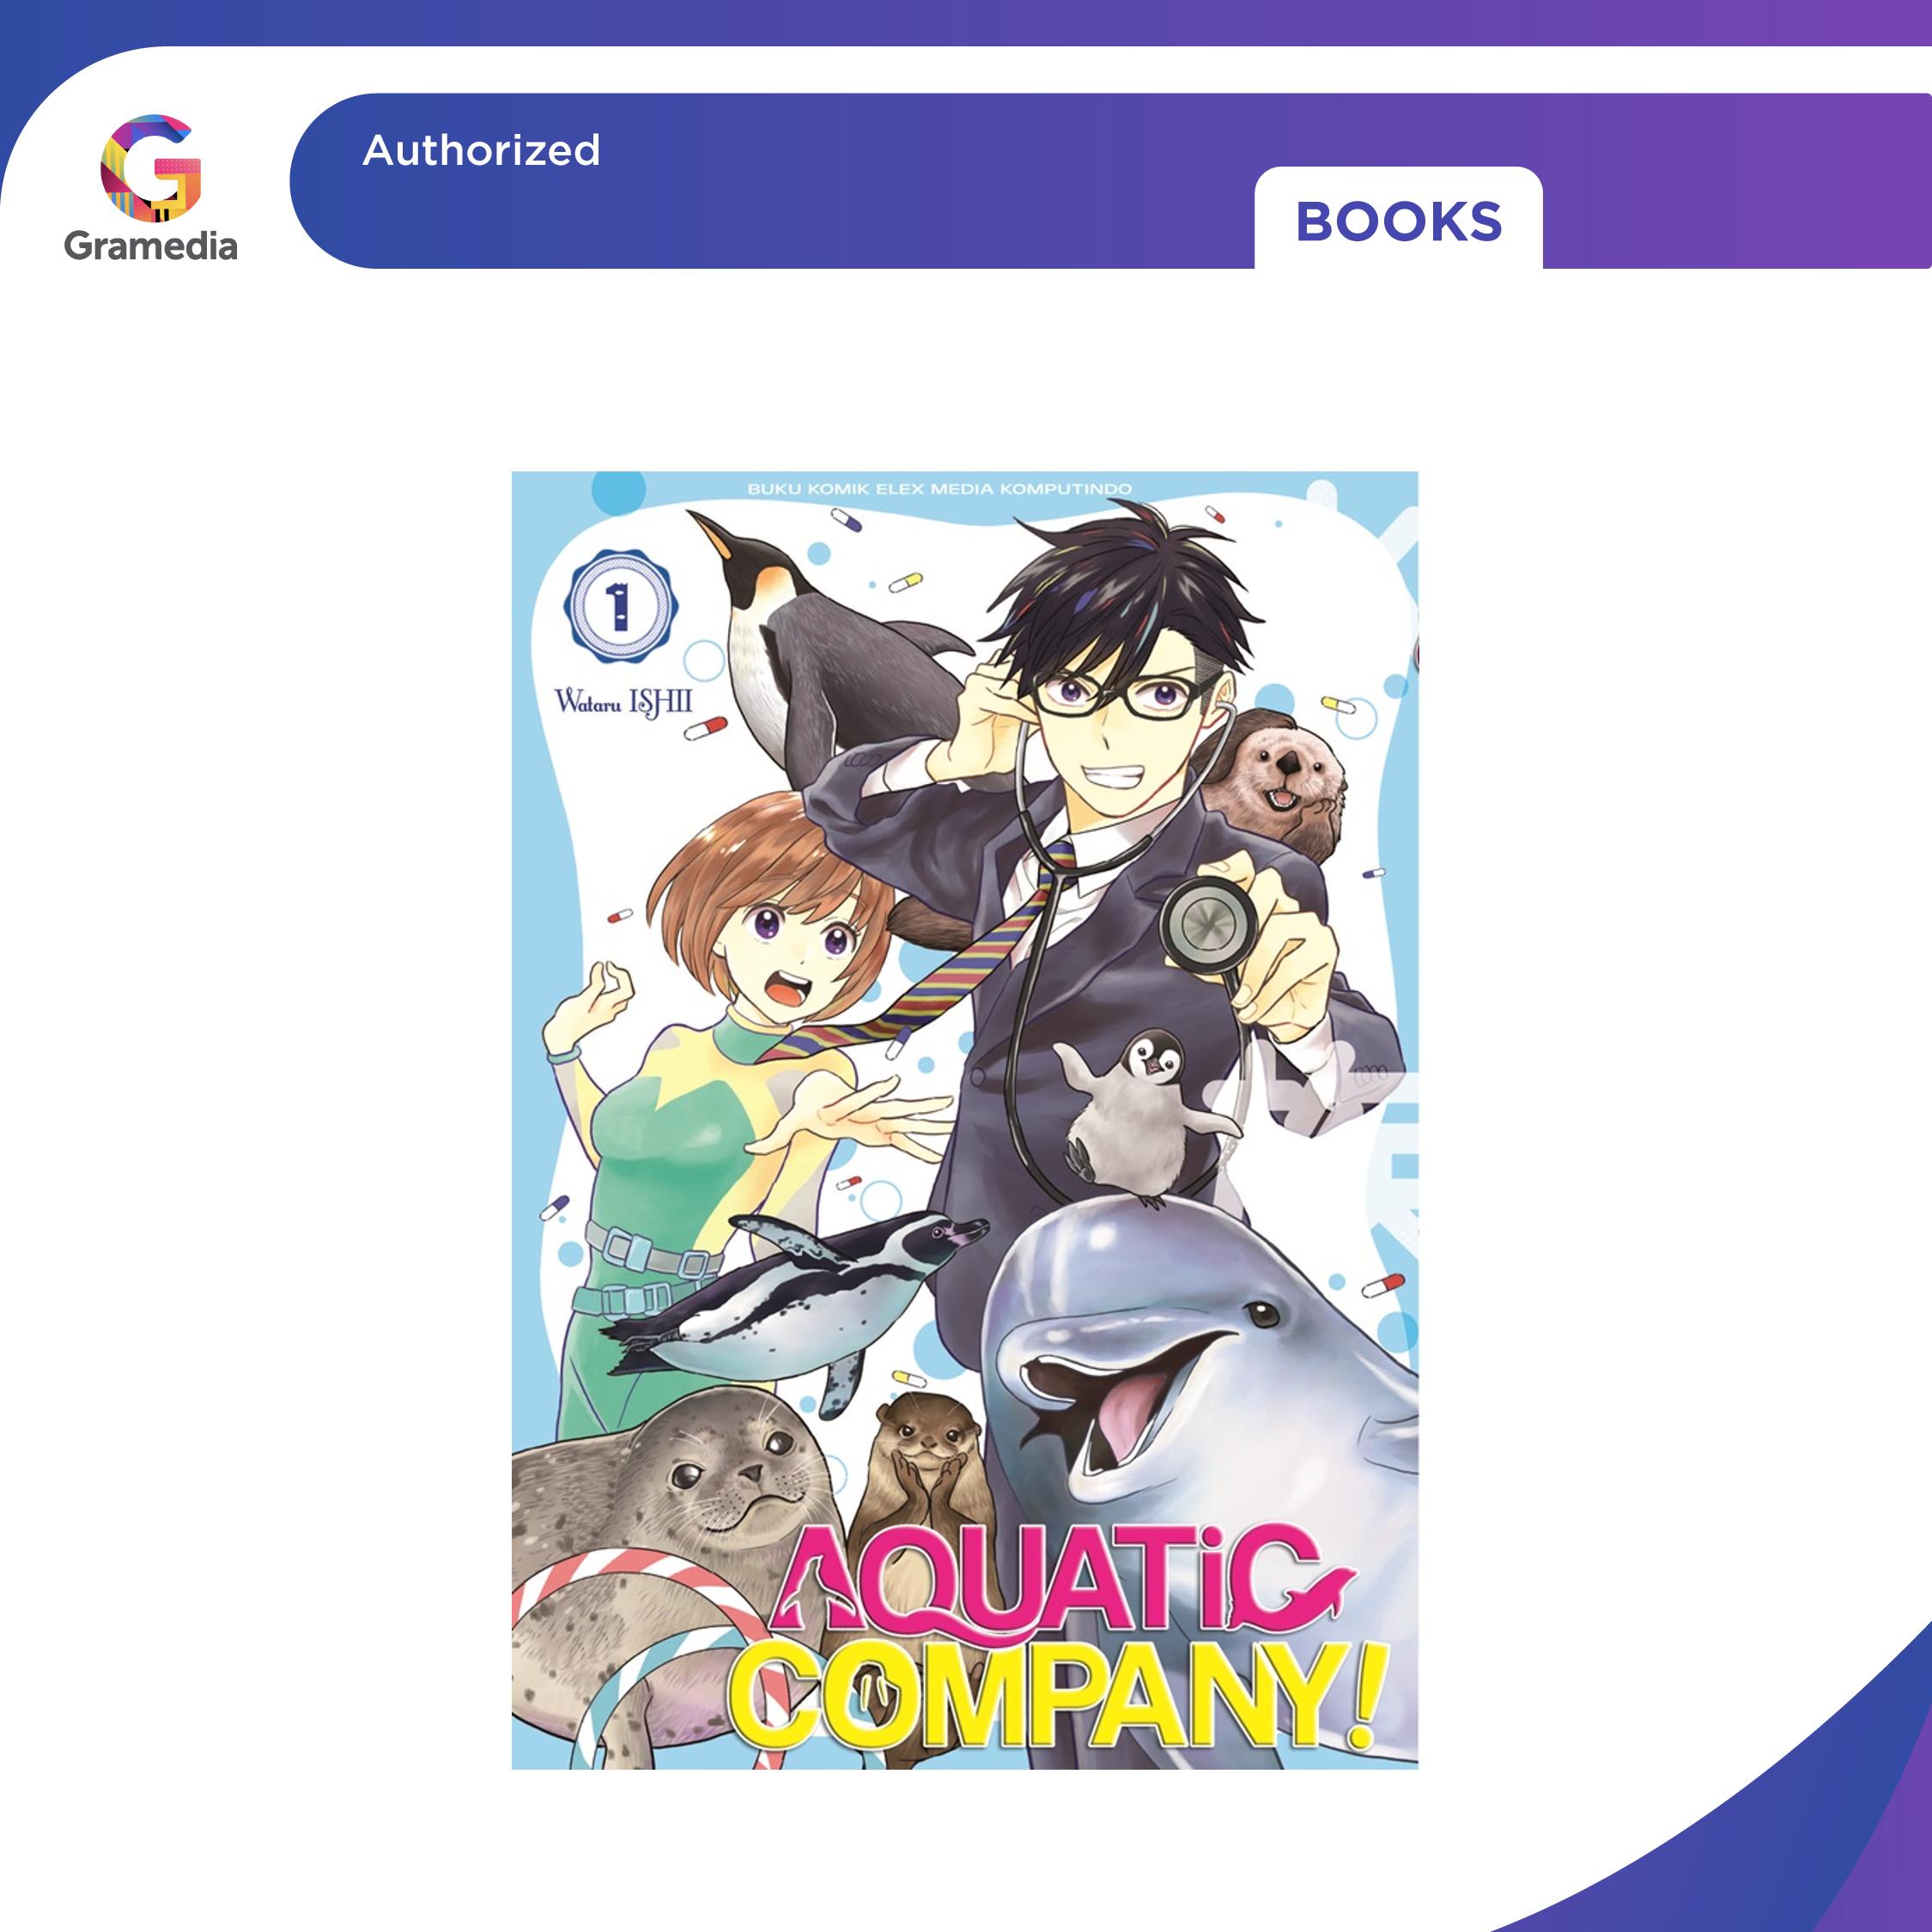 Gramedia
Authorized
BOOKS
BUKU KOMIK ELEX MEDIA KOMPUTINDO
1
Wataru ISHII
AQUATiC
COMPANY!